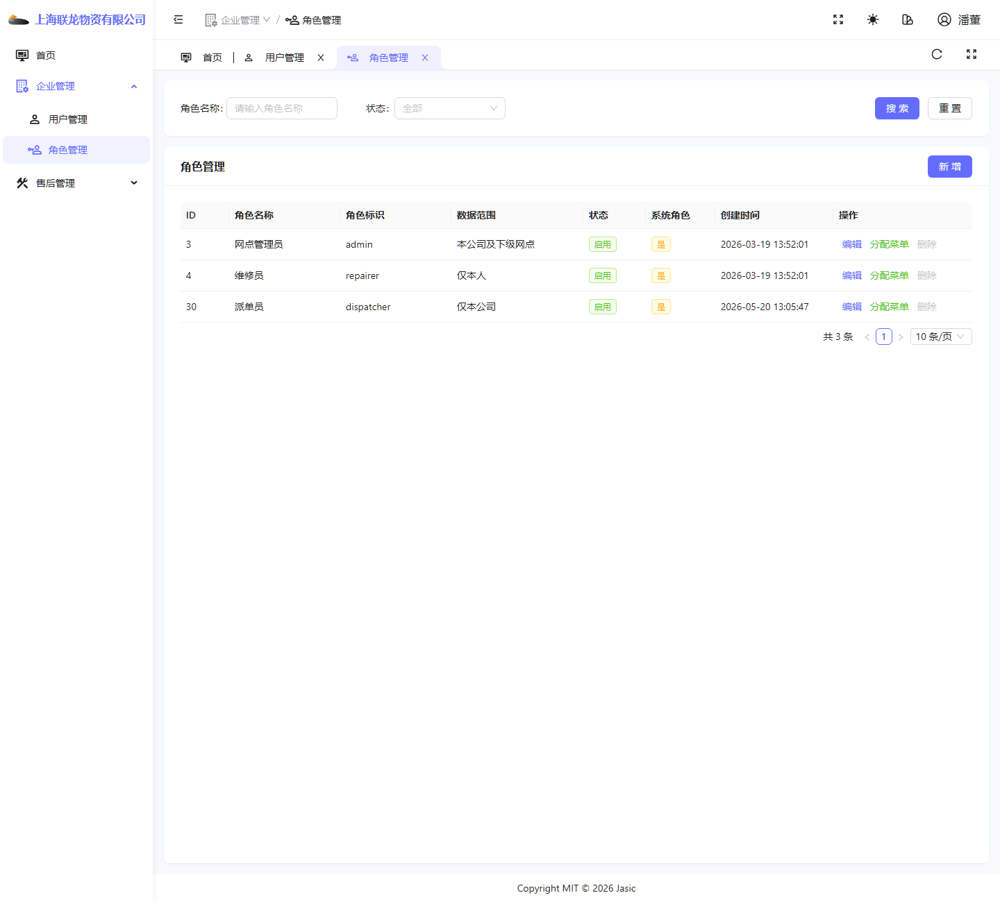 上海联龙物资有限公司
企业管理 / 角色管理
潘董
首页
企业管理
用户管理
角色管理
售后管理
首页
用户管理
角色管理
角色名称: 请输入角色名称
状态: 全部
搜 索
重 置
角色管理
新 增
ID 角色名称 角色标识 数据范围 状态 系统角色 创建时间 操作
3 网点管理员 admin 本公司及下级网点 启用 是 2026-03-19 13:52:01 编辑 分配菜单 删除
4 维修员 repairer 仅本人 启用 是 2026-03-19 13:52:01 编辑 分配菜单 删除
30 派单员 dispatcher 仅本公司 启用 是 2026-05-20 13:05:47 编辑 分配菜单 删除
共 3 条 < 1 > 10 条/页
Copyright MIT © 2026 Jasic